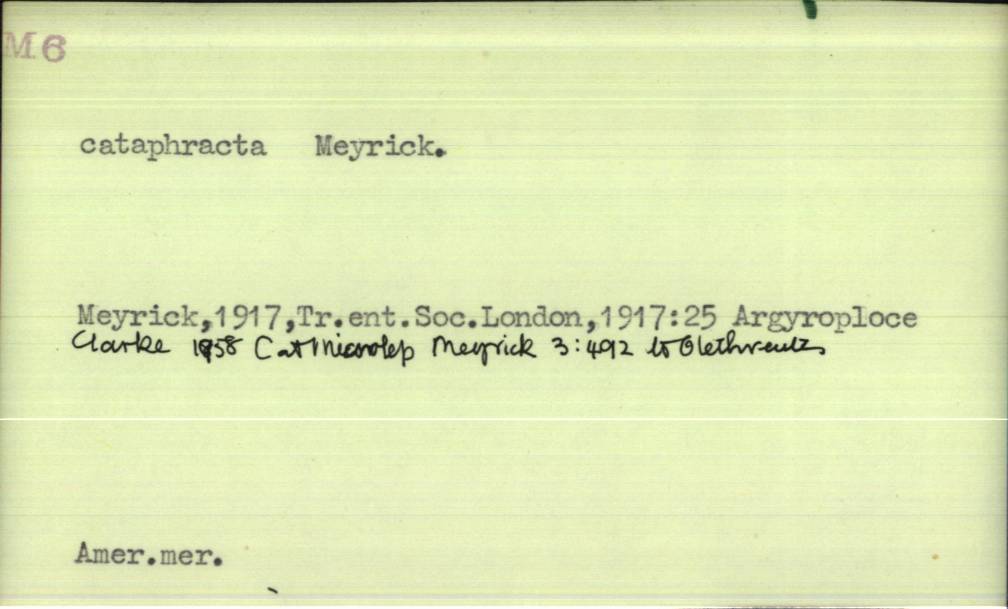 M6
cataphracta Meyrick.
Meyrick,1917,Tr.ent.Soc.London,1917:25 Argyroploce
Clarke 1958 Cat Microlep Meyrick 3:492 to Olethreutes
Amer.mer.